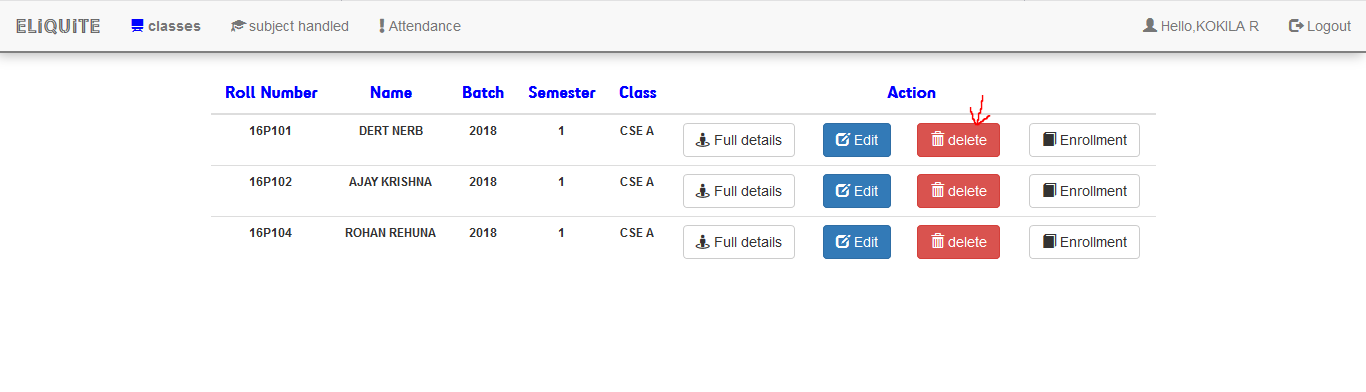 ELiQUiTE classes subject handled Attendance Hello,KOKILA R Logout
Roll Number Name Batch Semester Class Action
16P101 DERT NERB 2018 1 CSE A Full details Edit delete Enrollment
16P102 AJAY KRISHNA 2018 1 CSE A Full details Edit delete Enrollment
16P104 ROHAN REHUNA 2018 1 CSE A Full details Edit delete Enrollment